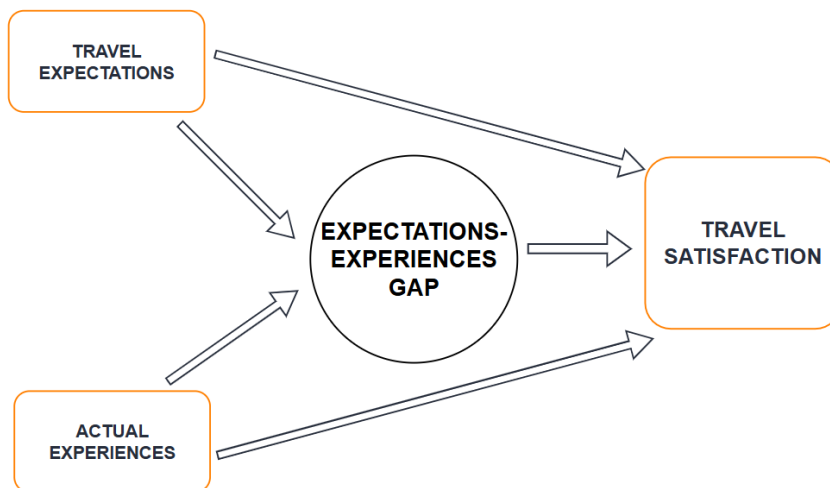 TRAVEL
EXPECTATIONS
EXPECTATIONS-
EXPERIENCES
GAP
TRAVEL
SATISFACTION
ACTUAL
EXPERIENCES